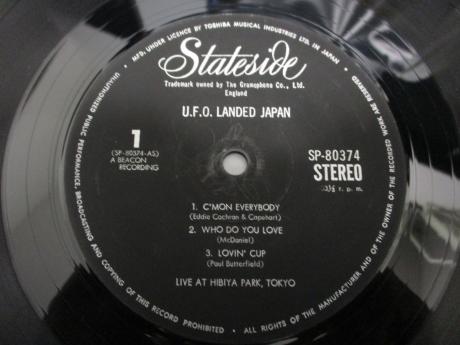 • MFD. UNDER LICENCE BY TOSHIBA MUSICAL INDUSTRIES LTD. IN JAPAN. •
Stateside
Trademark owned by The Gramophone Co., Ltd.
England
U.F.O. LANDED JAPAN
1
(SP-80374-AS)
A BEACON
RECORDING
SP-80374
STEREO
33⅓ r. p. m.
1. C'MON EVERYBODY
(Eddie Cochran & Capehart)
2. WHO DO YOU LOVE
(McDaniel)
3. LOVIN' CUP
(Paul Butterfield)
LIVE AT HIBIYA PARK, TOKYO
UNAUTHORIZED PUBLIC PERFORMANCE, BROADCASTING AND COPYING OF THIS RECORD PROHIBITED • ALL RIGHTS OF THE MANUFACTURER AND OF THE OWNER OF THE RECORDED WORK ARE RESERVED